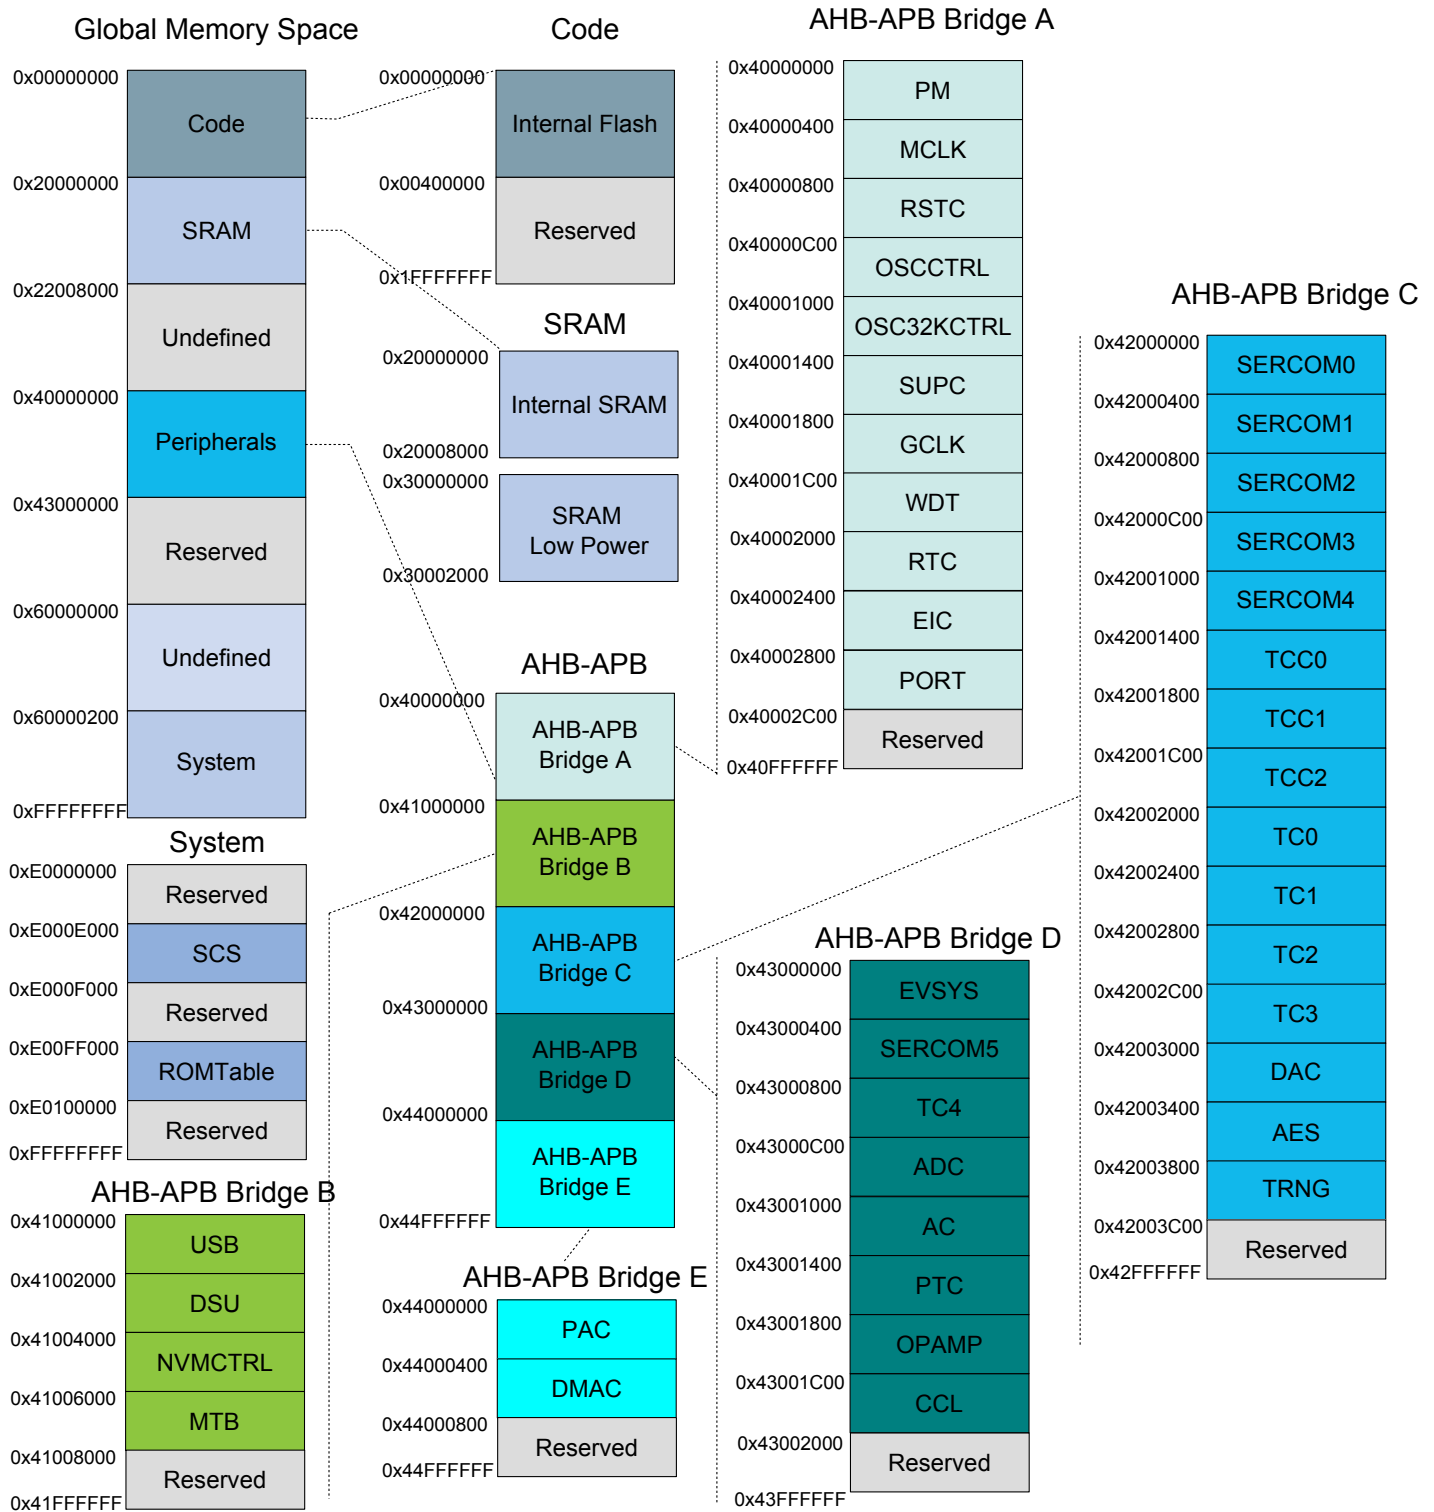 Global Memory Space
0x00000000
Code
0x20000000
SRAM
0x22008000
Undefined
0x40000000
Peripherals
0x43000000
Reserved
0x60000000
Undefined
0x60000200
System
0xFFFFFFFF
System
0xE0000000
Reserved
0xE000E000
SCS
0xE000F000
Reserved
0xE00FF000
ROMTable
0xE0100000
Reserved
0xFFFFFFFF
AHB-APB Bridge B
0x41000000
USB
0x41002000
DSU
0x41004000
NVMCTRL
0x41006000
MTB
0x41008000
Reserved
0x41FFFFFF
Code
0x00000000
Internal Flash
0x00400000
Reserved
0x1FFFFFFF
SRAM
0x20000000
Internal SRAM
0x20008000
0x30000000
SRAM
Low Power
0x30002000
AHB-APB
0x40000000
AHB-APB
Bridge A
0x41000000
AHB-APB
Bridge B
0x42000000
AHB-APB
Bridge C
0x43000000
AHB-APB
Bridge D
0x44000000
AHB-APB
Bridge E
0x44FFFFFF
AHB-APB Bridge E
0x44000000
PAC
0x44000400
DMAC
0x44000800
Reserved
0x44FFFFFF
AHB-APB Bridge A
0x40000000
PM
0x40000400
MCLK
0x40000800
RSTC
0x40000C00
OSCCTRL
0x40001000
OSC32KCTRL
0x40001400
SUPC
0x40001800
GCLK
0x40001C00
WDT
0x40002000
RTC
0x40002400
EIC
0x40002800
PORT
0x40002C00
Reserved
0x40FFFFFF
AHB-APB Bridge D
0x43000000
EVSYS
0x43000400
SERCOM5
0x43000800
TC4
0x43000C00
ADC
0x43001000
AC
0x43001400
PTC
0x43001800
OPAMP
0x43001C00
CCL
0x43002000
Reserved
0x43FFFFFF
AHB-APB Bridge C
0x42000000
SERCOM0
0x42000400
SERCOM1
0x42000800
SERCOM2
0x42000C00
SERCOM3
0x42001000
SERCOM4
0x42001400
TCC0
0x42001800
TCC1
0x42001C00
TCC2
0x42002000
TC0
0x42002400
TC1
0x42002800
TC2
0x42002C00
TC3
0x42003000
DAC
0x42003400
AES
0x42003800
TRNG
0x42003C00
Reserved
0x42FFFFFF